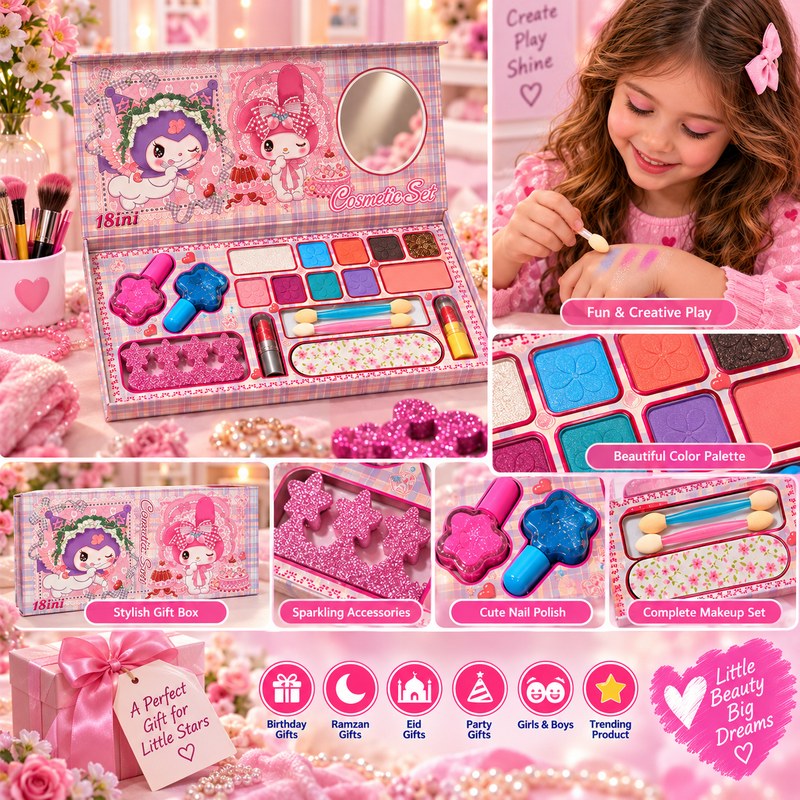 Create
Play
Shine
18in1
Cosmetic Set
Fun & Creative Play
Beautiful Color Palette
Cosmetic Set
18in1
Stylish Gift Box
Sparkling Accessories
Cute Nail Polish
Complete Makeup Set
A Perfect
Gift for
Little Stars
Birthday
Gifts
Ramzan
Gifts
Eid
Gifts
Party
Gifts
Girls & Boys
Trending
Product
Little
Beauty
Big
Dreams